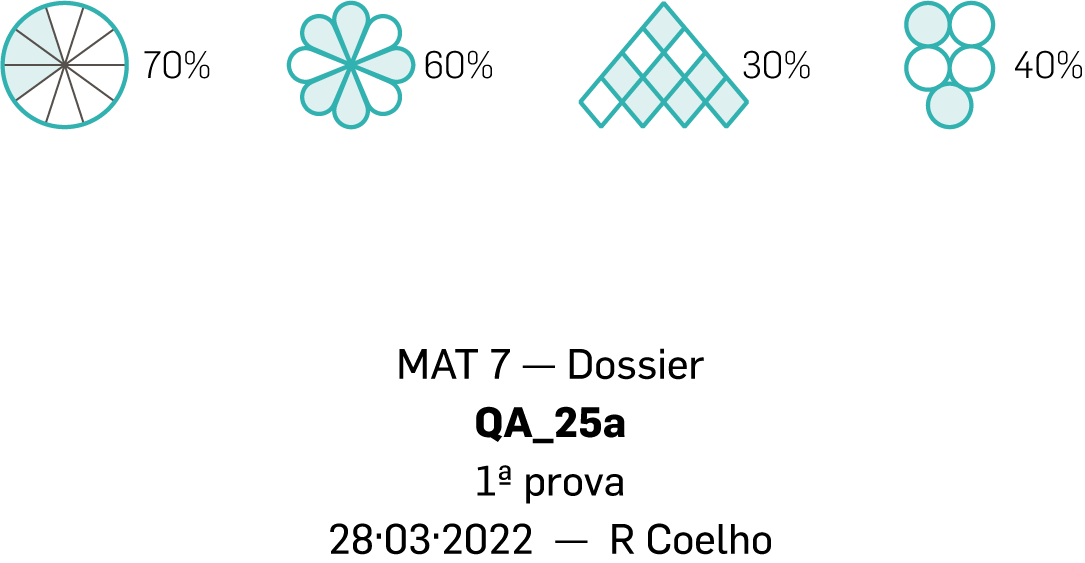 70% 60% 30% 40%
MAT 7 — Dossier
QA_25a
1ª prova
28·03·2022 — R Coelho